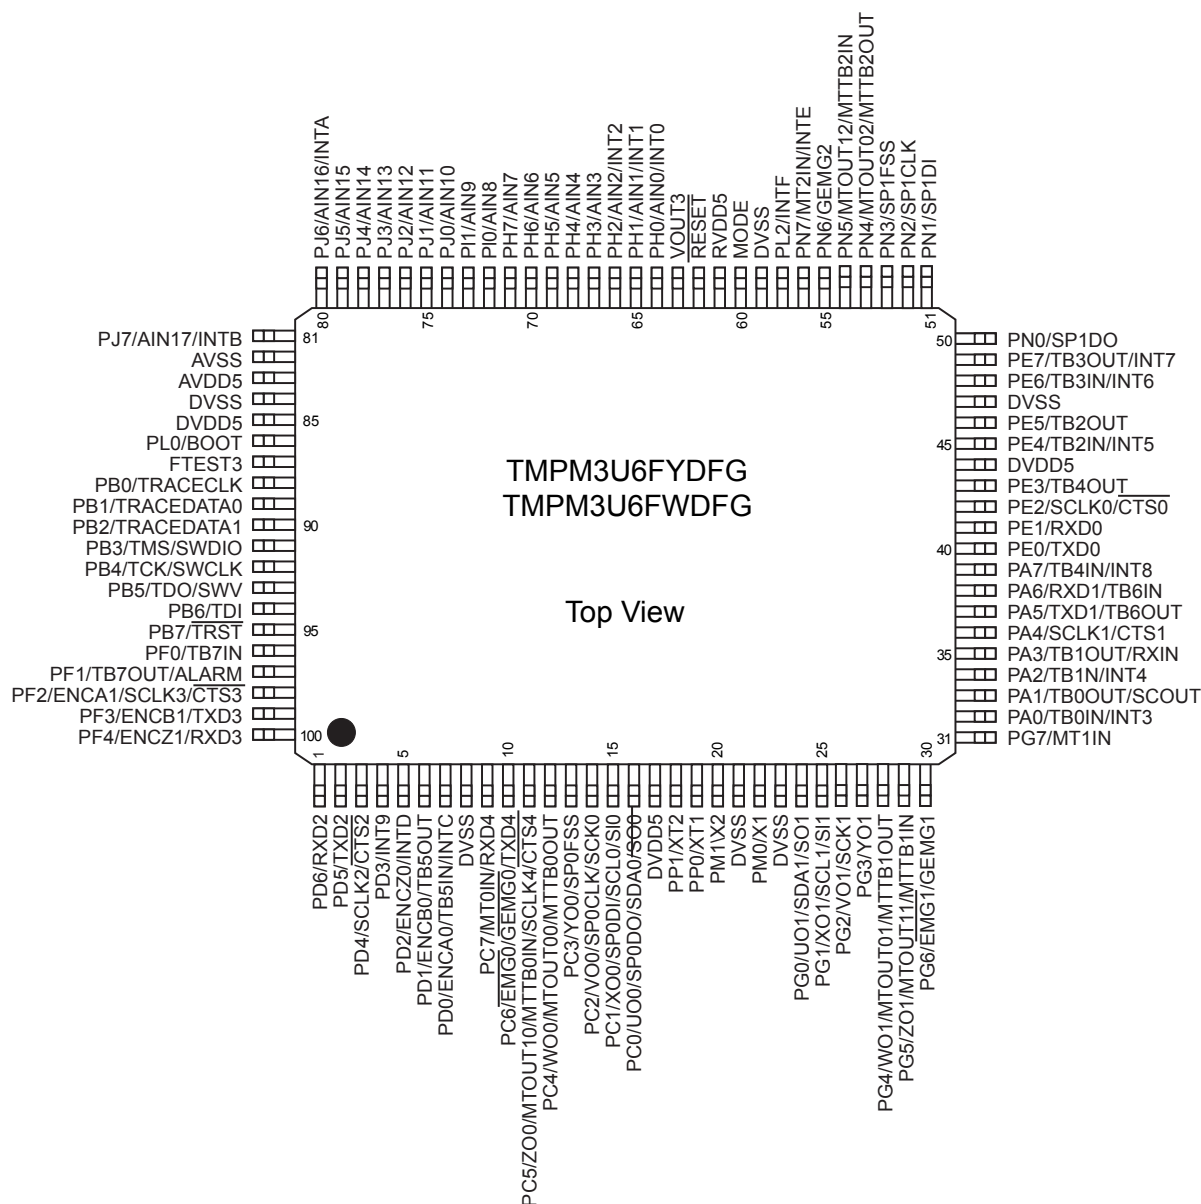 PJ6/AIN16/INTA
PJ5/AIN15
PJ4/AIN14
PJ3/AIN13
PJ2/AIN12
PJ1/AIN11
PJ0/AIN10
PI1/AIN9
PI0/AIN8
PH7/AIN7
PH6/AIN6
PH5/AIN5
PH4/AIN4
PH3/AIN3
PH2/AIN2/INT2
PH1/AIN1/INT1
PH0/AIN0/INT0
VOUT3
RESET
RVDD5
MODE
DVSS
PL2/INTF
PN7/MT2IN/INTE
PN6/GEMG2
PN5/MTOUT12/MTTB2IN
PN4/MTOUT02/MTTB2OUT
PN3/SP1FSS
PN2/SP1CLK
PN1/SP1DI
80
75
70
65
60
55
51
PJ7/AIN17/INTB
AVSS
AVDD5
DVSS
DVDD5
PL0/BOOT
FTEST3
PB0/TRACECLK
PB1/TRACEDATA0
PB2/TRACEDATA1
PB3/TMS/SWDIO
PB4/TCK/SWCLK
PB5/TDO/SWV
PB6/TDI
PB7/TRST
PF0/TB7IN
PF1/TB7OUT/ALARM
PF2/ENCA1/SCLK3/CTS3
PF3/ENCB1/TXD3
PF4/ENCZ1/RXD3
81
85
90
95
100
TMPM3U6FYDFG
TMPM3U6FWDFG
Top View
50
45
40
35
31
PN0/SP1DO
PE7/TB3OUT/INT7
PE6/TB3IN/INT6
DVSS
PE5/TB2OUT
PE4/TB2IN/INT5
DVDD5
PE3/TB4OUT
PE2/SCLK0/CTS0
PE1/RXD0
PE0/TXD0
PA7/TB4IN/INT8
PA6/RXD1/TB6IN
PA5/TXD1/TB6OUT
PA4/SCLK1/CTS1
PA3/TB1OUT/RXIN
PA2/TB1N/INT4
PA1/TB0OUT/SCOUT
PA0/TB0IN/INT3
PG7/MT1IN
1
5
10
15
20
25
30
PD6/RXD2
PD5/TXD2
PD4/SCLK2/CTS2
PD3/INT9
PD2/ENCZ0/INTD
PD1/ENCB0/TB5OUT
PD0/ENCA0/TB5IN/INTC
DVSS
PC7/MT0IN/RXD4
PC6/EMG0/GEMG0/TXD4
PC5/ZO0/MTOUT10/MTTB0IN/SCLK4/CTS4
PC4/WO0/MTOUT00/MTTB0OUT
PC3/YO0/SP0FSS
PC2/VO0/SP0CLK/SCK0
PC1/XO0/SP0DI/SCL0/SI0
PC0/UO0/SP0DO/SDA0/SO0
DVDD5
PP1/XT2
PP0/XT1
PM1\X2
DVSS
PM0/X1
DVSS
PG0/UO1/SDA1/SO1
PG1/XO1/SCL1/SI1
PG2/VO1/SCK1
PG3/YO1
PG4/WO1/MTOUT01/MTTB1OUT
PG5/ZO1/MTOUT11/MTTB1IN
PG6/EMG1/GEMG1